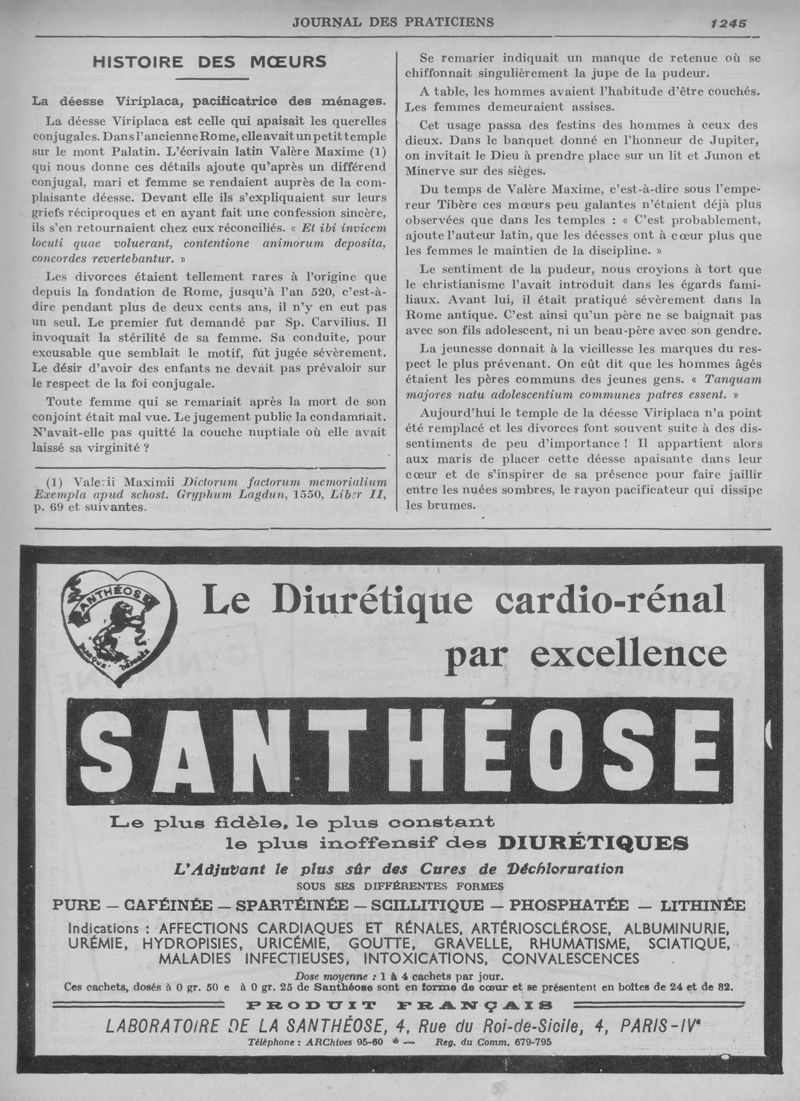 JOURNAL DES PRATICIENS
1245
HISTOIRE DES MŒURS
La déesse Viriplaca, pacificatrice des ménages.
La déesse Viriplaca est celle qui apaisait les querelles
conjugales. Dans l'ancienne Rome, elle avait un petit temple
sur le mont Palatin. L'écrivain latin Valère Maxime (1)
qui nous donne ces détails ajoute qu'après un différend
conjugal, mari et femme se rendaient auprès de la com-
plaisante déesse. Devant elle ils s'expliquaient sur leurs
griefs réciproques et en ayant fait une confession sincère,
ils s'en retournaient chez eux réconciliés. « Et ibi invicem
locuti quae voluerant, contentione animorum deposita,
concordes revertebantur. »
Les divorces étaient tellement rares à l'origine que
depuis la fondation de Rome, jusqu'à l'an 520, c'est-à-
dire pendant plus de deux cents ans, il n'y en eut pas
un seul. Le premier fut demandé par Sp. Carvilius. Il
invoquait la stérilité de sa femme. Sa conduite, pour
excusable que semblait le motif, fût jugée sévèrement.
Le désir d'avoir des enfants ne devait pas prévaloir sur
le respect de la foi conjugale.
Toute femme qui se remariait après la mort de son
conjoint était mal vue. Le jugement public la condamnait.
N'avait-elle pas quitté la couche nuptiale où elle avait
laissé sa virginité ?
(1) Valerii Maximii Dictorum factorum memorialium
Exempla apud schost. Gryphum Lagdun, 1550, Liber II,
p. 69 et suivantes.
Se remarier indiquait un manque de retenue où se
chiffonnait singulièrement la jupe de la pudeur.
A table, les hommes avaient l'habitude d'être couchés.
Les femmes demeuraient assises.
Cet usage passa des festins des hommes à ceux des
dieux. Dans le banquet donné en l'honneur de Jupiter,
on invitait le Dieu à prendre place sur un lit et Junon et
Minerve sur des sièges.
Du temps de Valère Maxime, c'est-à-dire sous l'empe-
reur Tibère ces mœurs peu galantes n'étaient déjà plus
observées que dans les temples : « C'est probablement,
ajoute l'auteur latin, que les déesses ont à cœur plus que
les femmes le maintien de la discipline. »
Le sentiment de la pudeur, nous croyions à tort que
le christianisme l'avait introduit dans les égards fami-
liaux. Avant lui, il était pratiqué sévèrement dans la
Rome antique. C'est ainsi qu'un père ne se baignait pas
avec son fils adolescent, ni un beau-père avec son gendre.
La jeunesse donnait à la vieillesse les marques du res-
pect le plus prévenant. On eût dit que les hommes âgés
étaient les pères communs des jeunes gens. « Tanquam
majores natu adolescentium communes patres essent. »
Aujourd'hui le temple de la déesse Viriplaca n'a point
été remplacé et les divorces font souvent suite à des dis-
sentiments de peu d'importance ! Il appartient alors
aux maris de placer cette déesse apaisante dans leur
cœur et de s'inspirer de sa présence pour faire jaillir
entre les nuées sombres, le rayon pacificateur qui dissipe
les brumes.
SANTHÉOSE
MARQUE DÉPOSÉE
Le Diurétique cardio-rénal
par excellence
SANTHÉOSE
Le plus fidèle, le plus constant
le plus inoffensif des DIURÉTIQUES
L'Adjuvant le plus sûr des Cures de Déchloruration
SOUS SES DIFFÉRENTES FORMES
PURE — CAFÉINÉE — SPARTÉINÉE — SCILLITIQUE — PHOSPHATÉE — LITHINÉE
Indications : AFFECTIONS CARDIAQUES ET RÉNALES, ARTÉRIOSCLÉROSE, ALBUMINURIE,
URÉMIE, HYDROPISIES, URICÉMIE, GOUTTE, GRAVELLE, RHUMATISME, SCIATIQUE,
MALADIES INFECTIEUSES, INTOXICATIONS, CONVALESCENCES
Dose moyenne : 1 à 4 cachets par jour.
Ces cachets, dosés à 0 gr. 50 e à 0 gr. 25 de Santhéose sont en forme de cœur et se présentent en boîtes de 24 et de 32.
PRODUIT FRANÇAIS
LABORATOIRE DE LA SANTHÉOSE, 4, Rue du Roi-de-Sicile, 4, PARIS-IVe
Téléphone : ARChives 95-60 — Reg. du Comm. 679-795